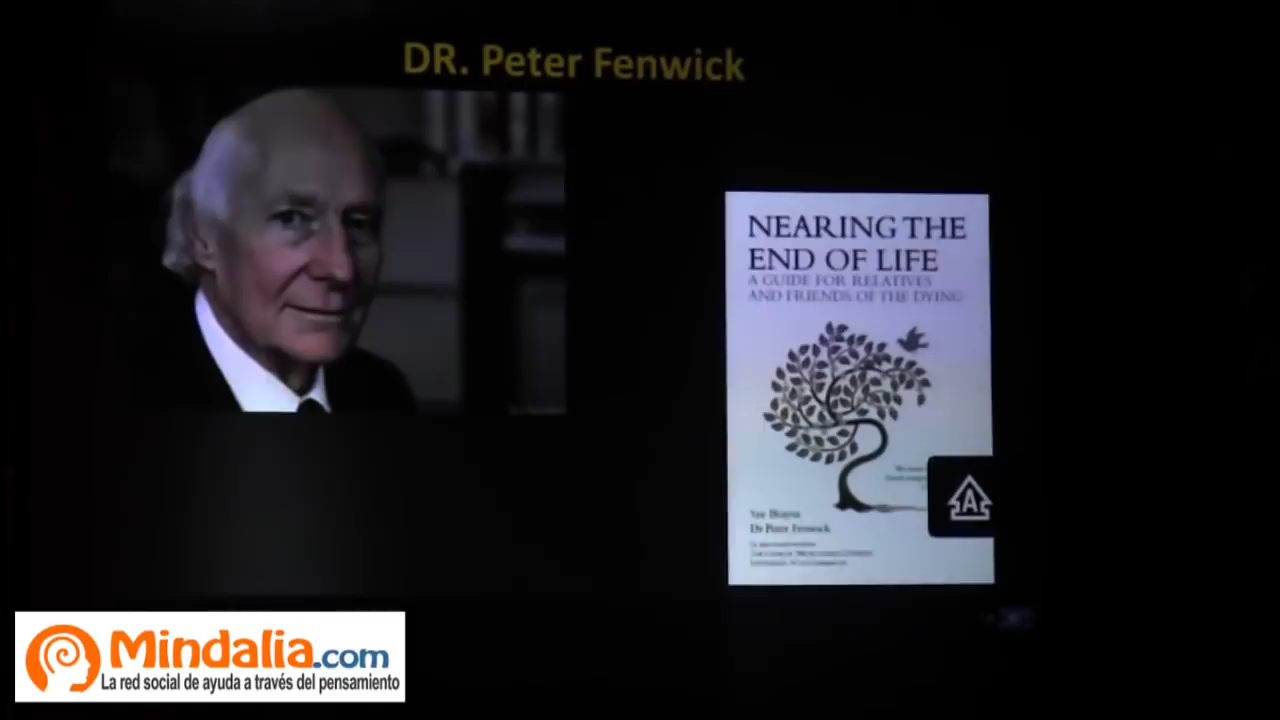 DR. Peter Fenwick
NEARING THE
END OF LIFE
A GUIDE FOR RELATIVES
AND FRIENDS OF THE DYING
Dr Peter Fenwick
A
Mindalia.com
La red social de ayuda a través del pensamiento